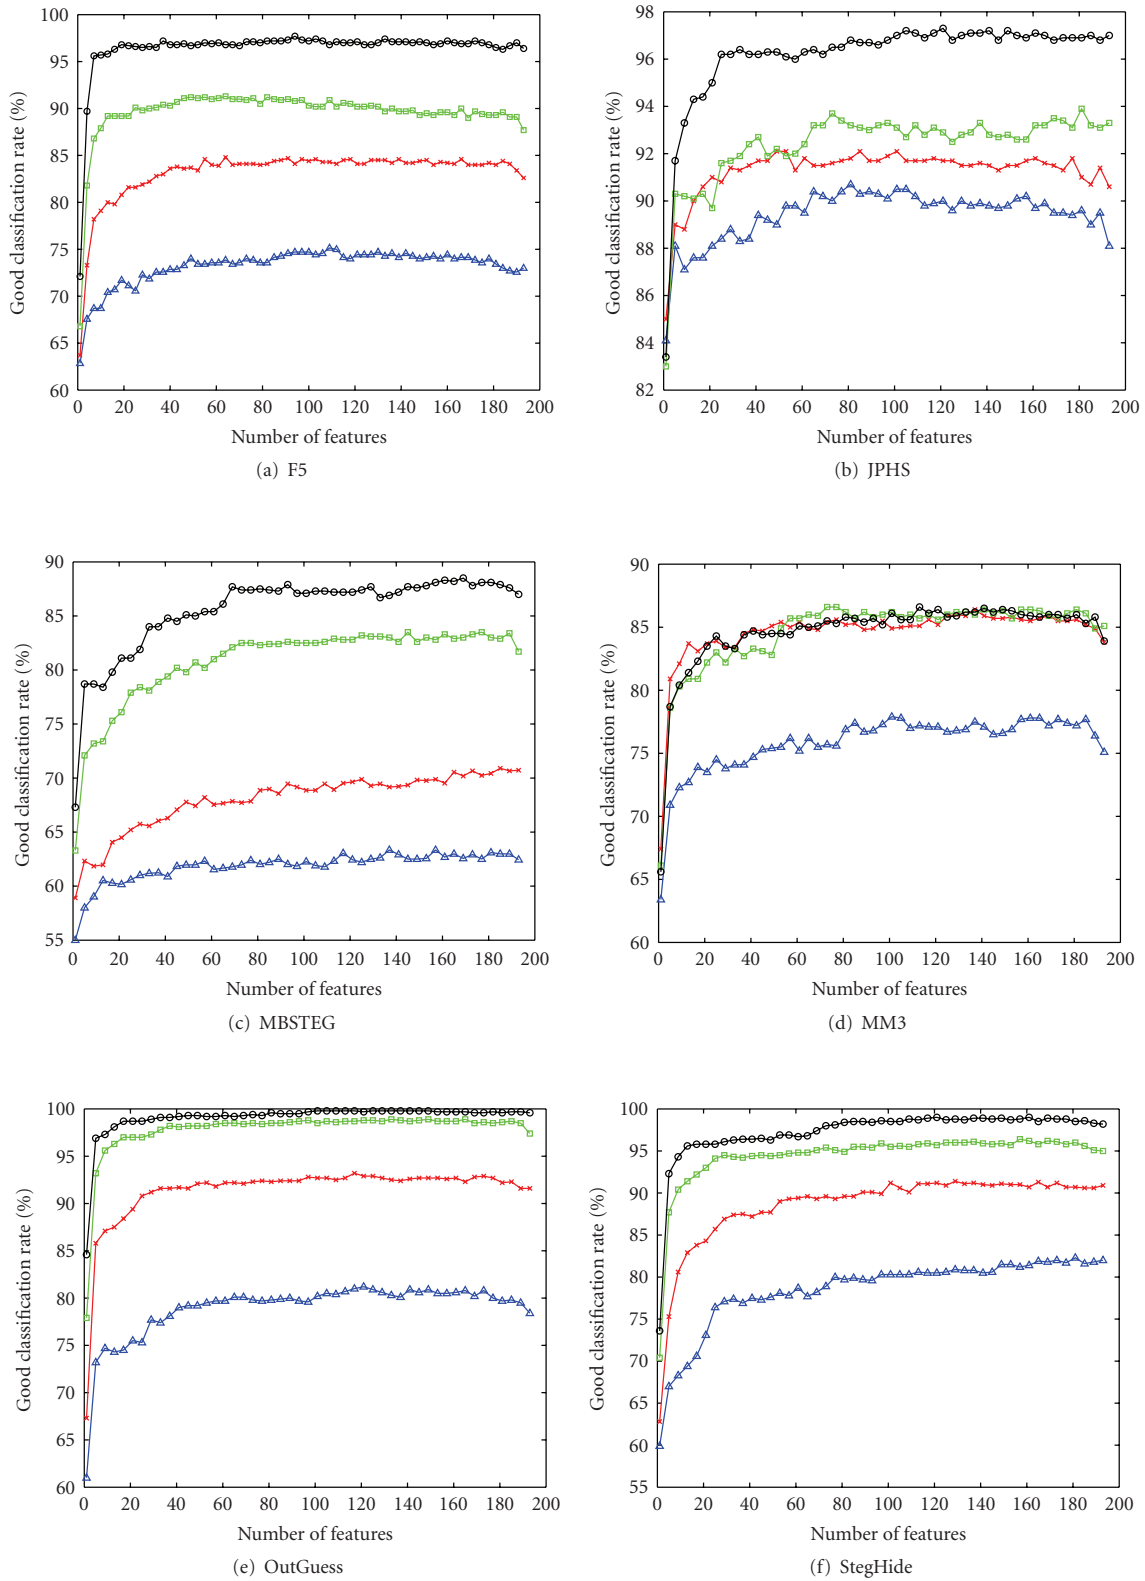 100
95
90
85
80
75
70
65
60
Good classification rate (%)
0 20 40 60 80 100 120 140 160 180 200
Number of features
(a) F5
98
96
94
92
90
88
86
84
82
Good classification rate (%)
0 20 40 60 80 100 120 140 160 180 200
Number of features
(b) JPHS
90
85
80
75
70
65
60
55
Good classification rate (%)
0 20 40 60 80 100 120 140 160 180 200
Number of features
(c) MBSTEG
90
85
80
75
70
65
60
Good classification rate (%)
0 20 40 60 80 100 120 140 160 180 200
Number of features
(d) MM3
100
95
90
85
80
75
70
65
60
Good classification rate (%)
0 20 40 60 80 100 120 140 160 180 200
Number of features
(e) OutGuess
100
95
90
85
80
75
70
65
60
55
Good classification rate (%)
0 20 40 60 80 100 120 140 160 180 200
Number of features
(f) StegHide